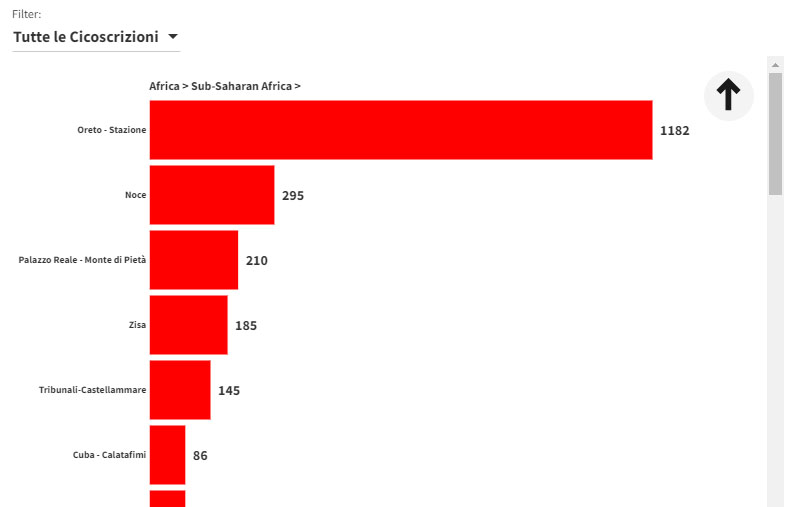 Filter:
Tutte le Cicoscrizioni
Africa > Sub-Saharan Africa >
Oreto - Stazione 1182
Noce 295
Palazzo Reale - Monte di Pietà 210
Zisa 185
Tribunali-Castellammare 145
Cuba - Calatafimi 86